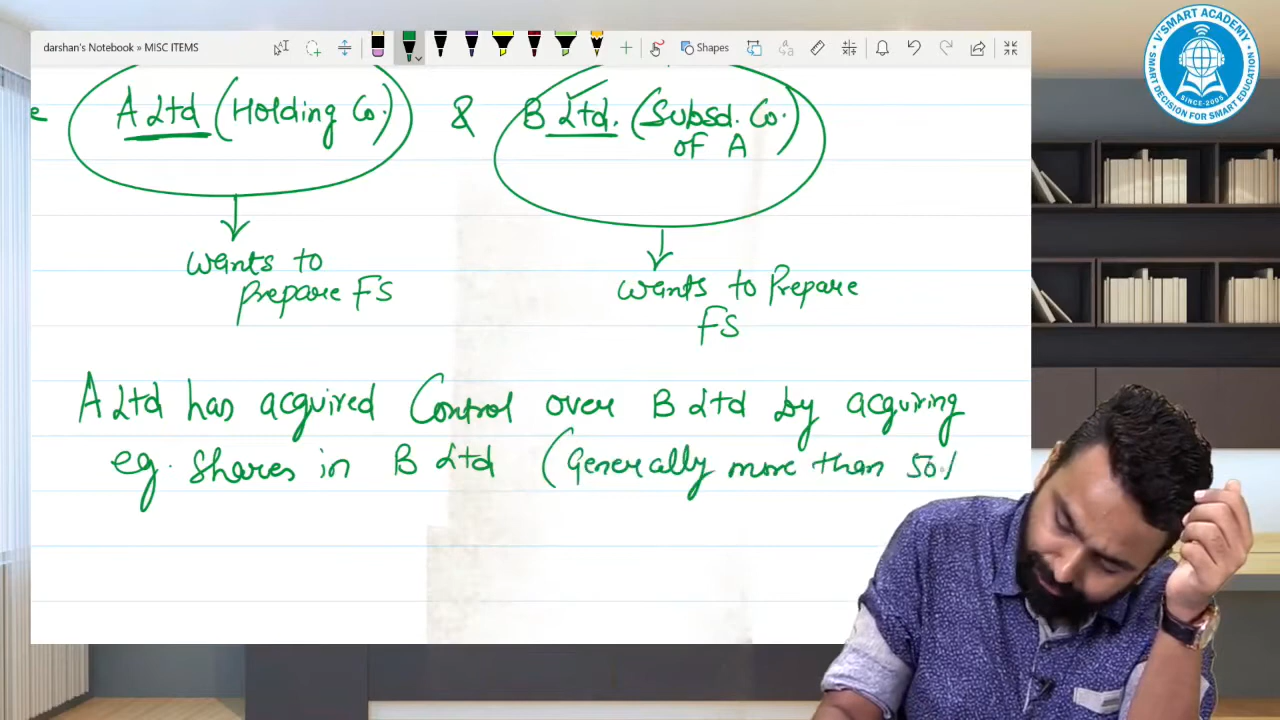 darshan's Notebook » MISC ITEMS
Shapes
V'SMART ACADEMY
SINCE-2005
SMART DECISION FOR SMART EDUCATION
A Ltd (Holding Co.) & B Ltd. (Subsd. Co. of A
wants to prepare FS
wants to Prepare FS
A Ltd has acquired Control over B Ltd by acquiring
eg. shares in B Ltd (Generally more than 50%